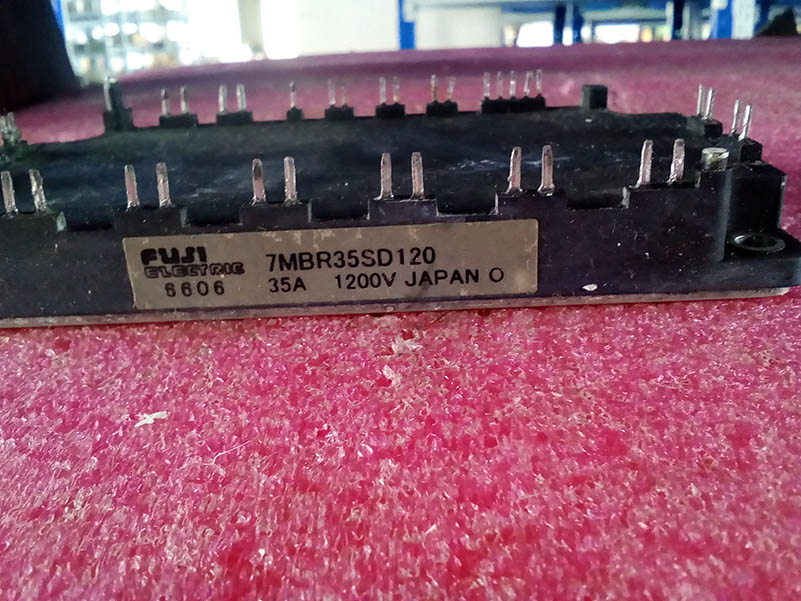 FUJI 7MBR35SD120
ELECTRIC
6606 35A 1200V JAPAN O